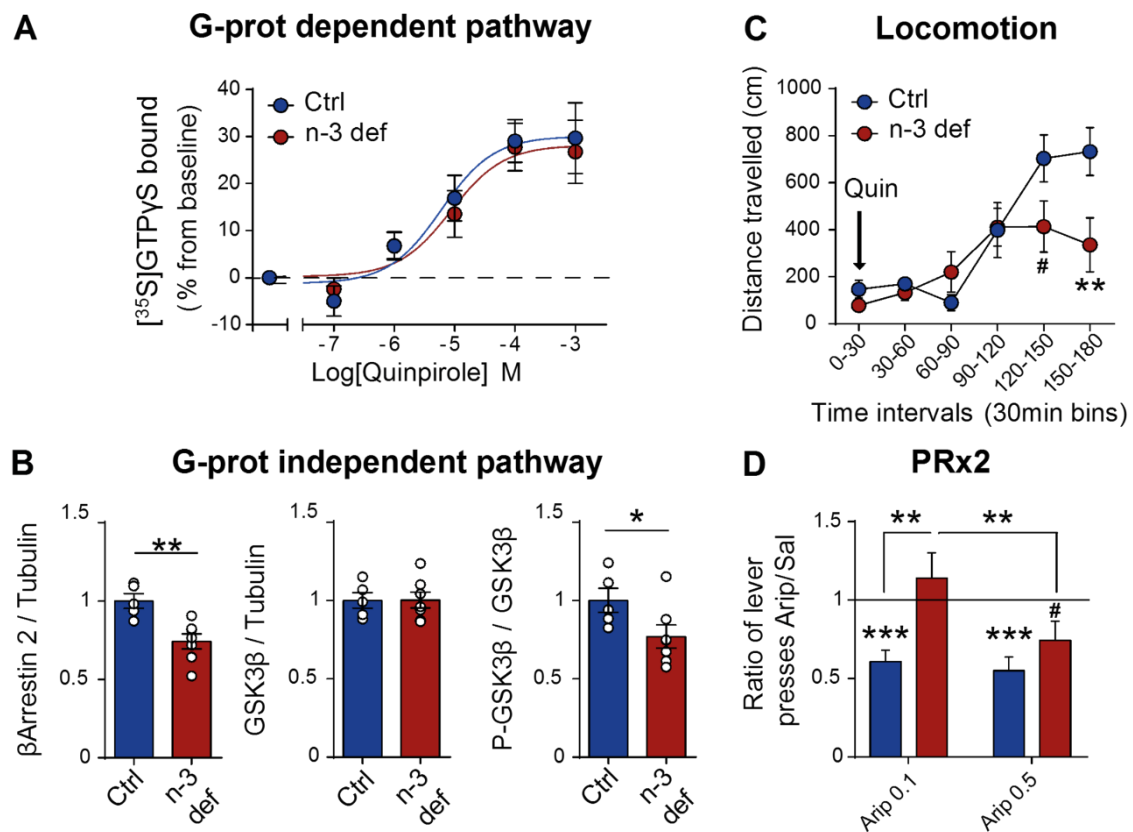 A
G-prot dependent pathway
[³⁵S]GTPγS bound
(% from baseline)
40
30
20
10
0
-10
Ctrl
n-3 def
-7
-6
-5
-4
-3
Log[Quinpirole] M
C
Locomotion
Distance travelled (cm)
1000
800
600
400
200
0
Ctrl
n-3 def
Quin
#
**
0-30
30-60
60-90
90-120
120-150
150-180
Time intervals (30min bins)
B
G-prot independent pathway
βArrestin 2 / Tubulin
1.5
1
0.5
0
**
Ctrl
n-3 def
GSK3β / Tubulin
1.5
1
0.5
0
Ctrl
n-3 def
P-GSK3β / GSK3β
1.5
1
0.5
0
*
Ctrl
n-3 def
D
PRx2
Ratio of lever
presses Arip/Sal
1.5
1
0.5
0
**
**
***
***
#
Arip 0.1
Arip 0.5